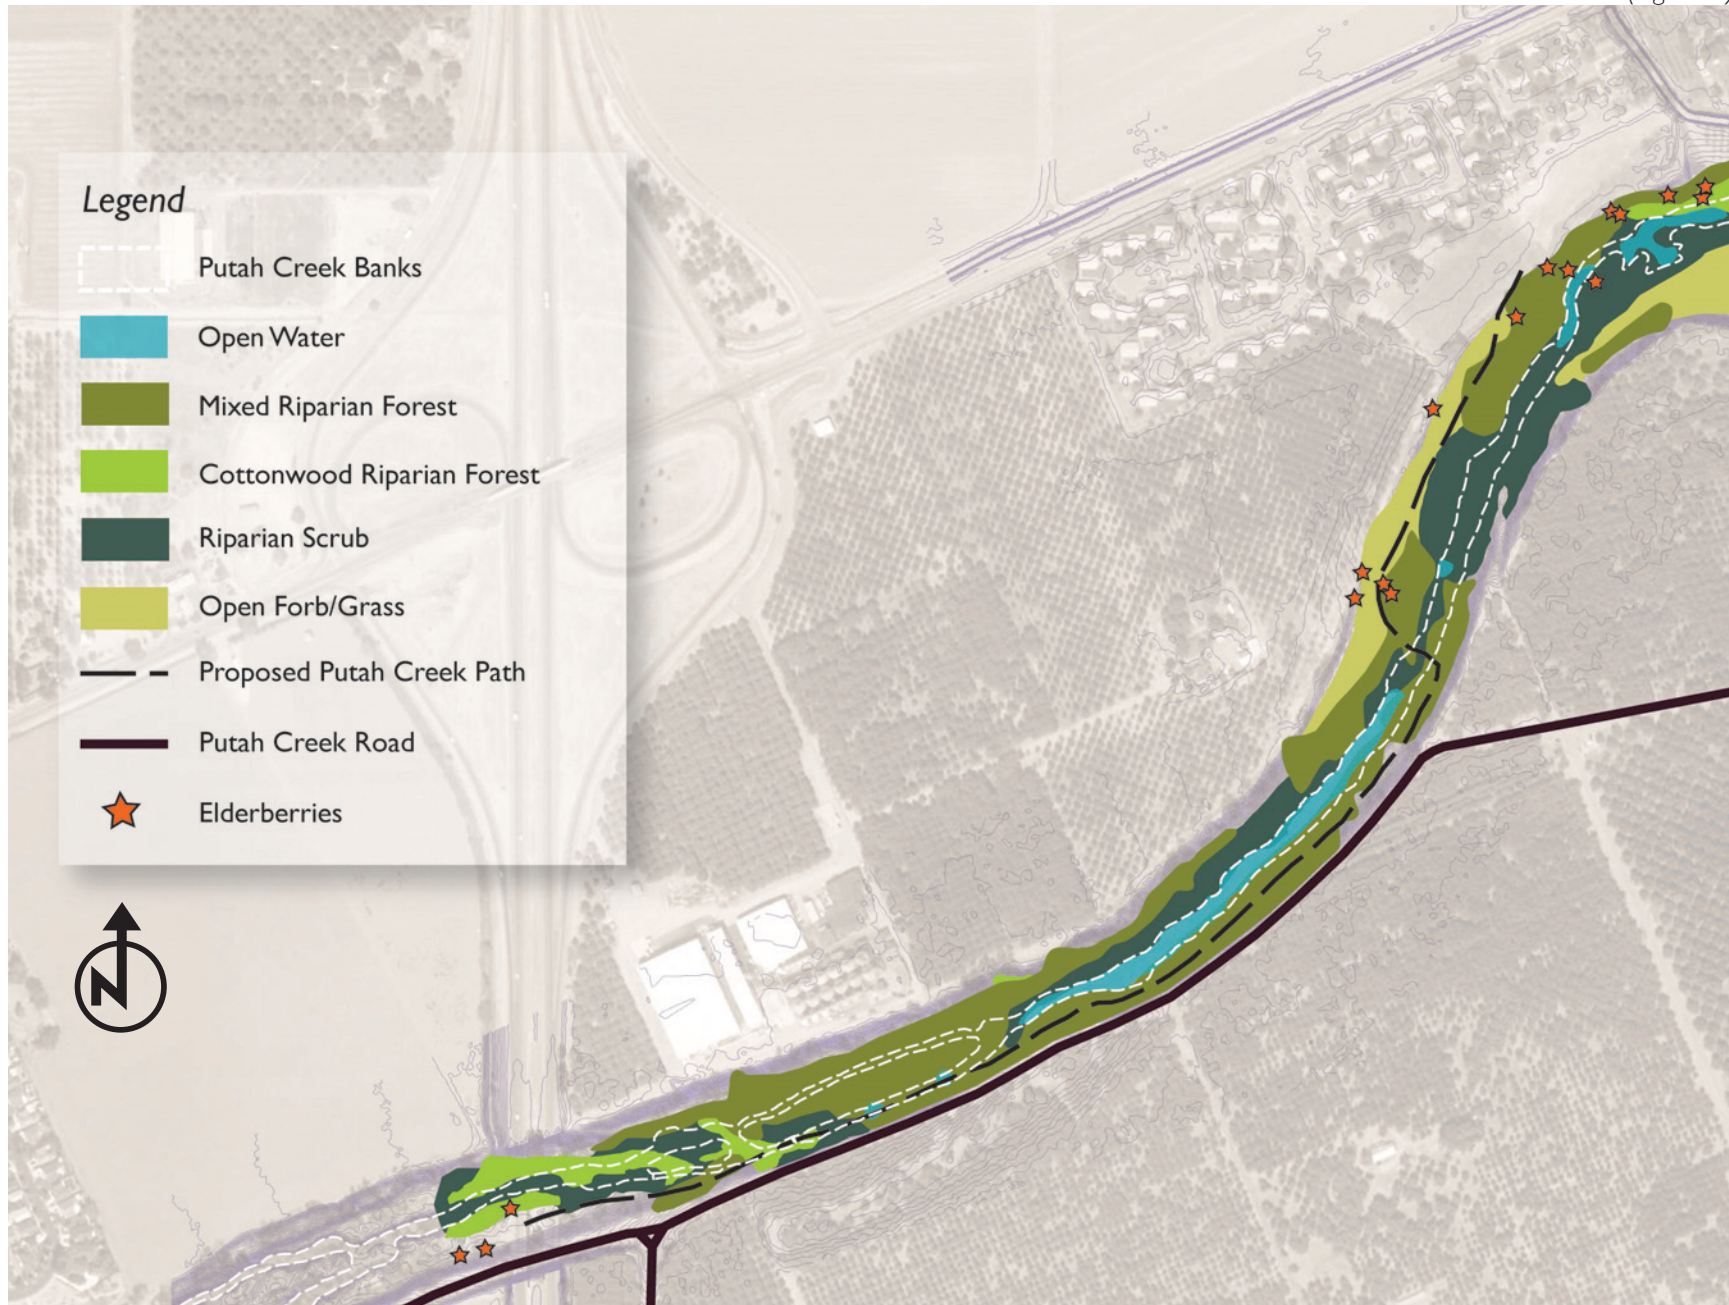 Legend
Putah Creek Banks
Open Water
Mixed Riparian Forest
Cottonwood Riparian Forest
Riparian Scrub
Open Forb/Grass
Proposed Putah Creek Path
Putah Creek Road
Elderberries
N